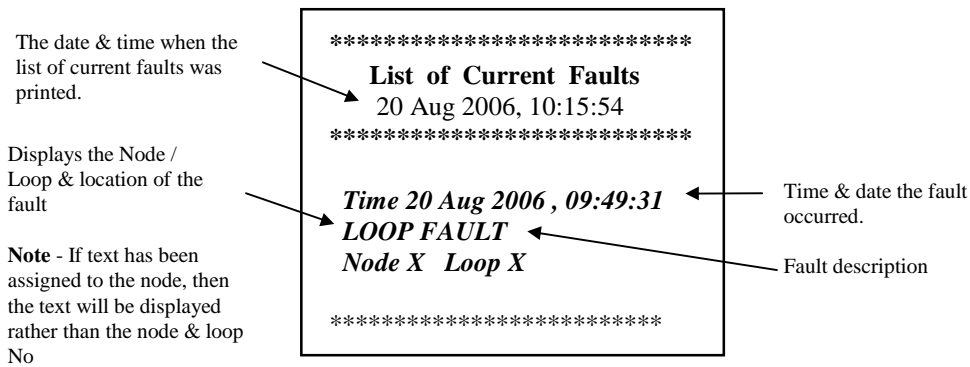 The date & time when the
list of current faults was
printed.
Displays the Node /
Loop & location of the
fault
Note - If text has been
assigned to the node, then
the text will be displayed
rather than the node & loop
No
****************************
List of Current Faults
20 Aug 2006, 10:15:54
****************************
Time 20 Aug 2006 , 09:49:31
LOOP FAULT
Node X Loop X
**************************
Time & date the fault
occurred.
Fault description